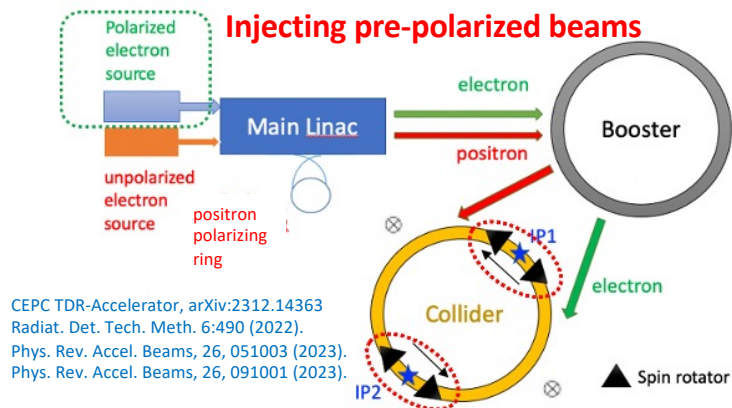 Injecting pre-polarized beams
Polarized
electron
source
Main Linac
electron
positron
Booster
unpolarized
electron
source
positron
polarizing
ring
IP1
Collider
electron
IP2
Spin rotator
CEPC TDR-Accelerator, arXiv:2312.14363
Radiat. Det. Tech. Meth. 6:490 (2022).
Phys. Rev. Accel. Beams, 26, 051003 (2023).
Phys. Rev. Accel. Beams, 26, 091001 (2023).